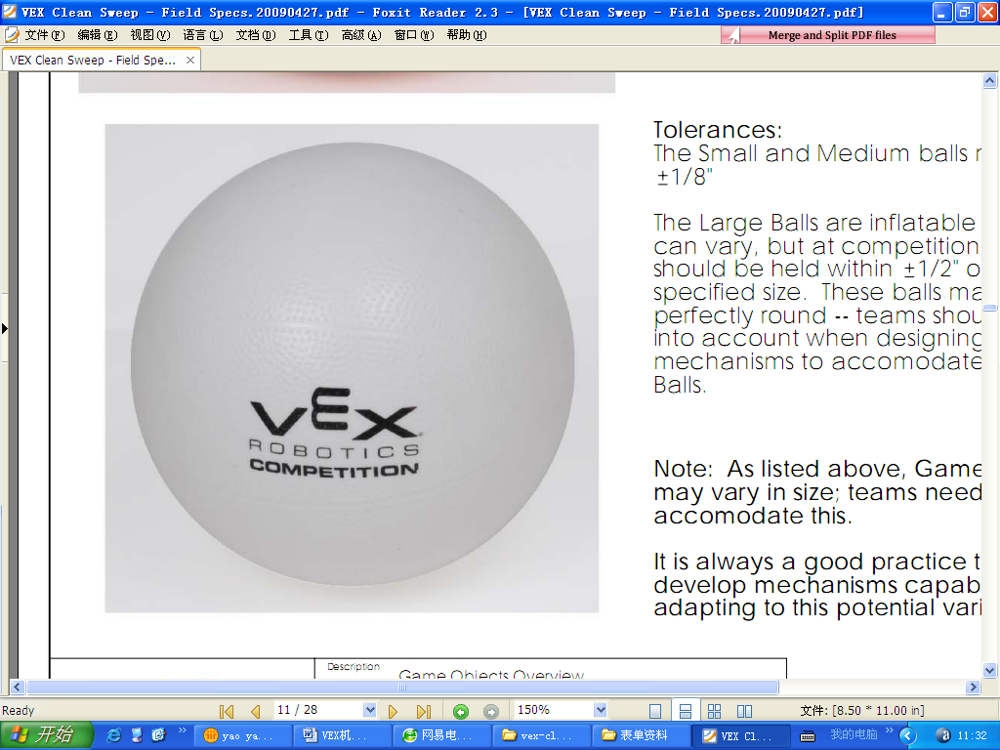 VEX Clean Sweep - Field Specs.20090427.pdf - Foxit Reader 2.3 - [VEX Clean Sweep - Field Specs.20090427.pdf]
文件(F) 编辑(E) 视图(V) 语言(L) 文档(D) 工具(T) 高级(A) 窗口(W) 帮助(H)
Merge and Split PDF files
VEX Clean Sweep - Field Spe...
VEX
ROBOTICS
COMPETITION
Tolerances:
The Small and Medium balls
±1/8"
The Large Balls are inflatable
can vary, but at competition
should be held within ±1/2" o
specified size. These balls ma
perfectly round -- teams shou
into account when designing
mechanisms to accomodate
Balls.
Note: As listed above, Game
may vary in size; teams need
accomodate this.
It is always a good practice t
develop mechanisms capab
adapting to this potential vari
Description
Game Objects Overview
Ready
11 / 28
150%
文件: [8.50 * 11.00 in]
开始
yao ya...
VEX机...
网易电...
vex-cl...
表单资料
VEX Cl...
我的电脑
11:32